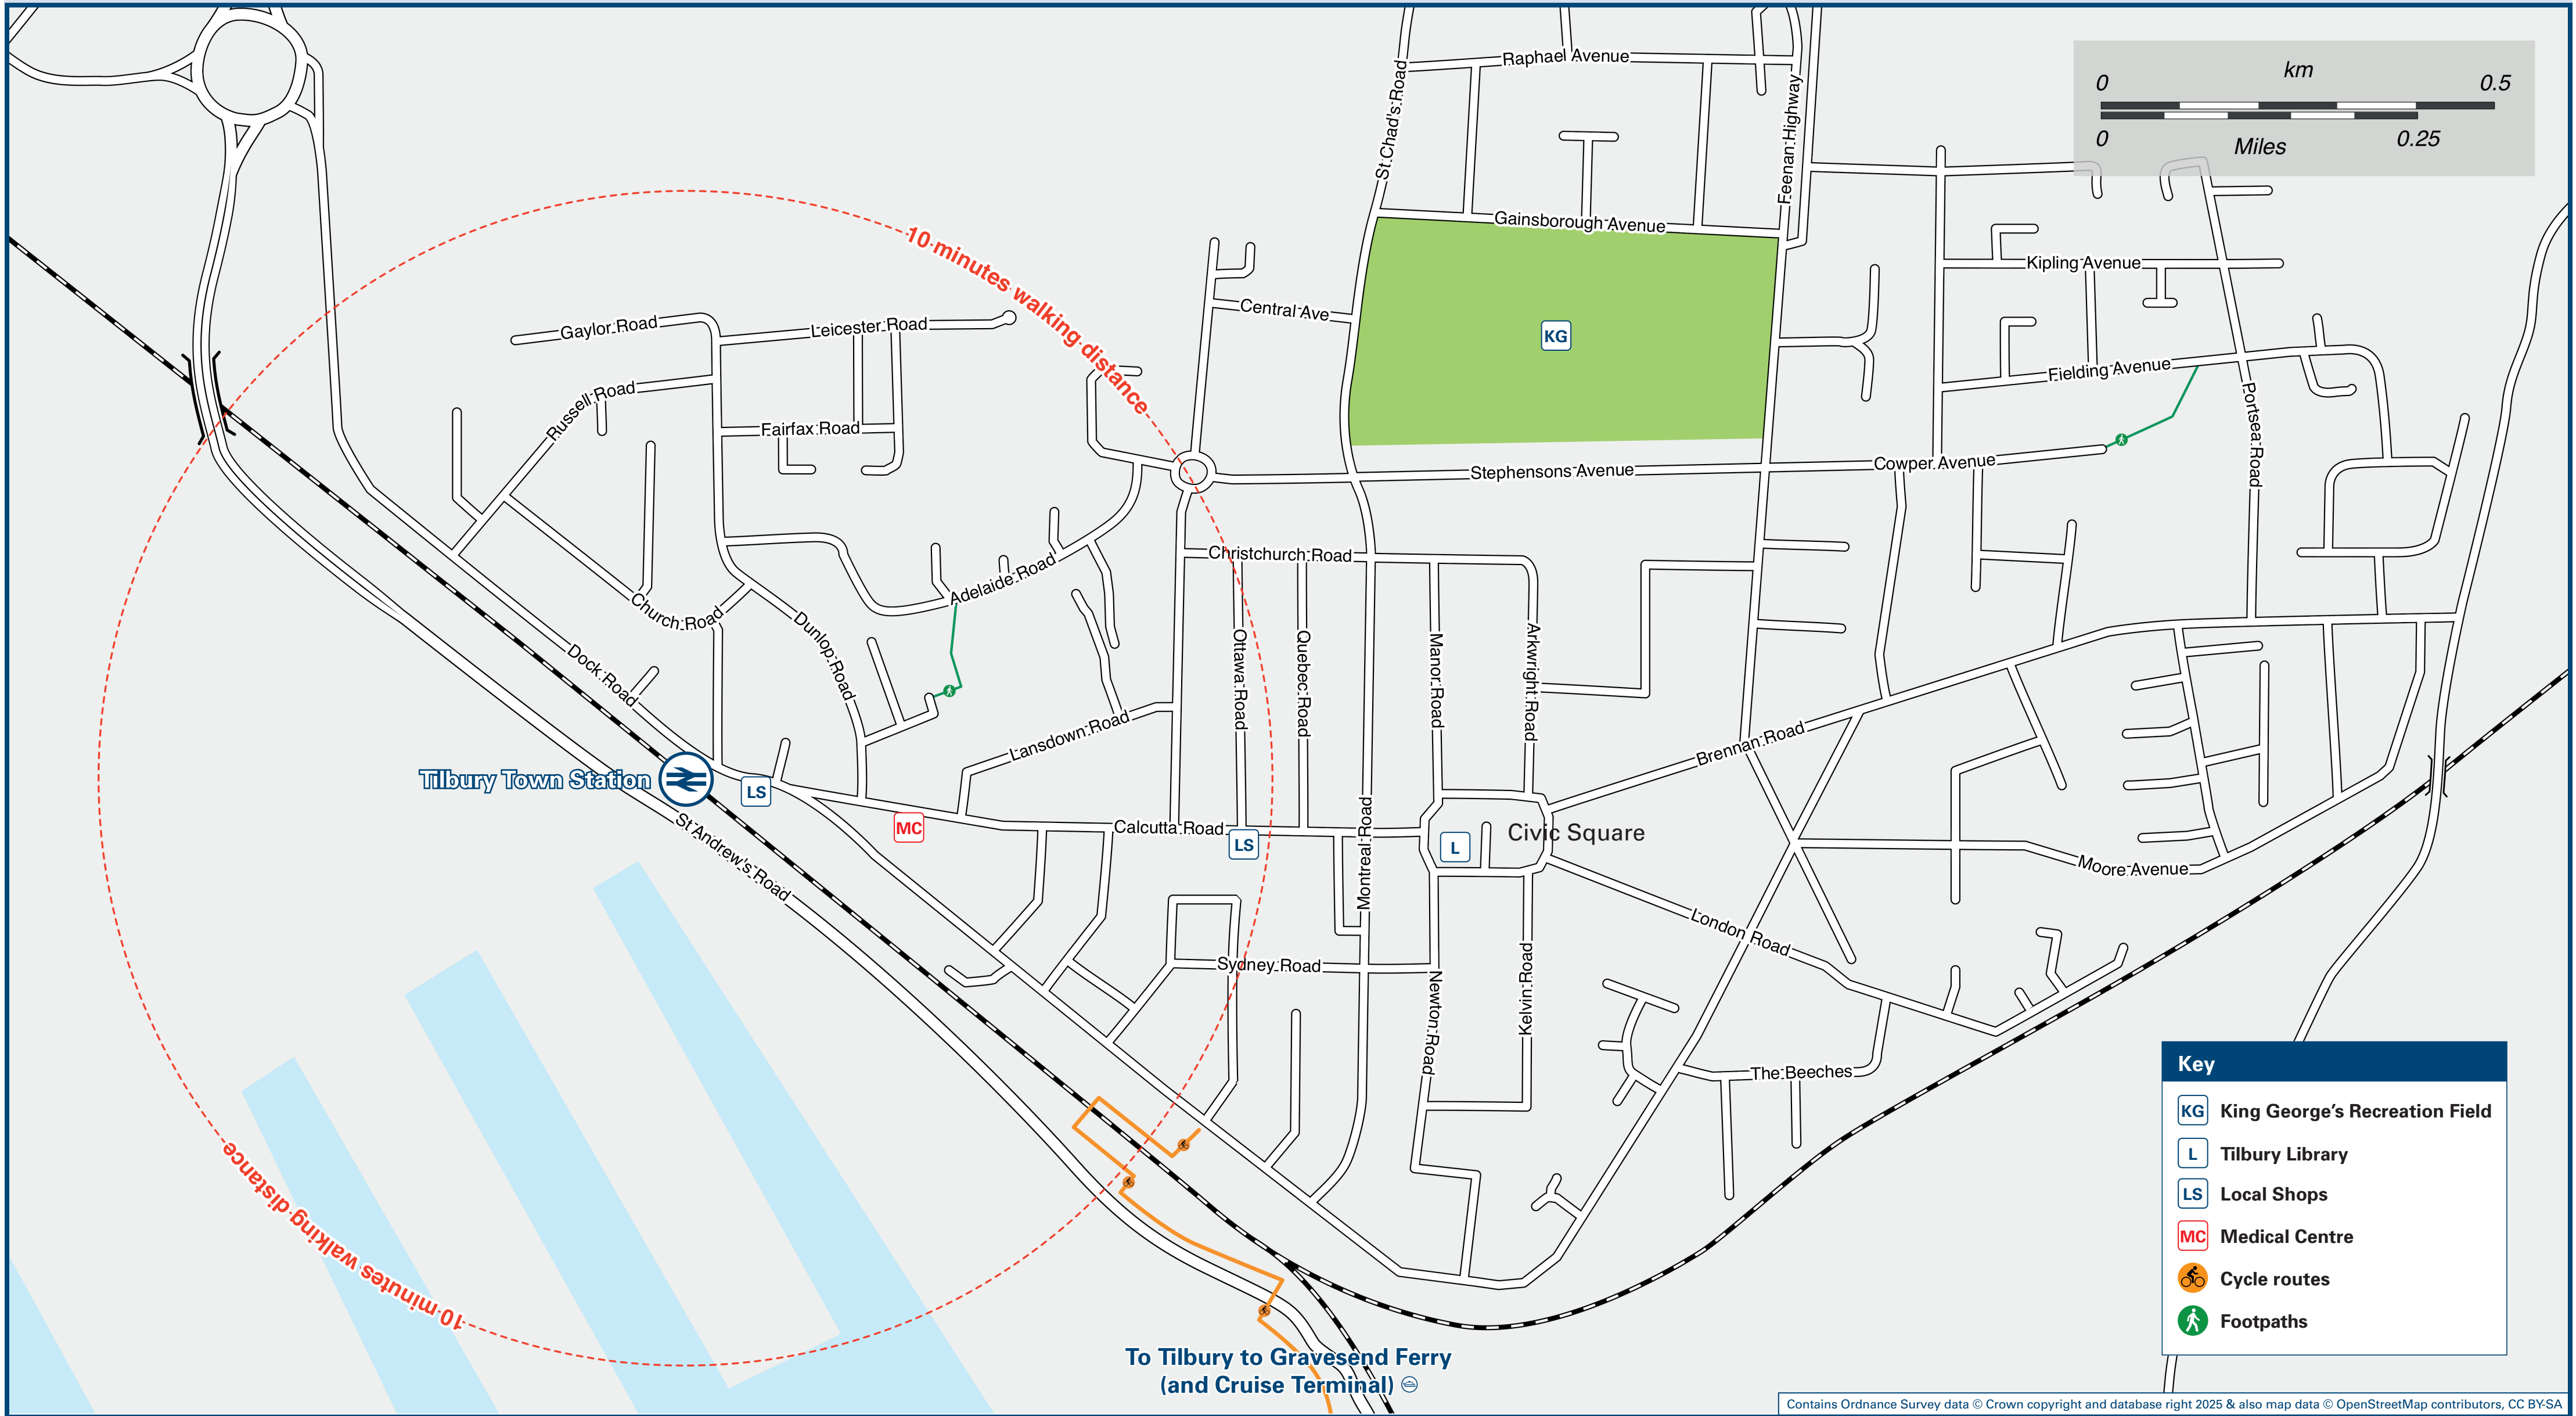 Raphael Avenue
St Chad's Road
Feenan Highway
km
0
0.5
0
0.25
Miles
Gainsborough Avenue
10 minutes walking distance
Kipling Avenue
Central Ave
KG
Gaylor Road
Leicester Road
Russell Road
Fielding Avenue
Portsea Road
Fairfax Road
Stephensons Avenue
Cowper Avenue
Christchurch Road
Adelaide Road
Church Road
Dunlop Road
Ottawa Road
Quebec Road
Manor Road
Arkwright Road
Dock Road
Lansdown Road
Brennan Road
Tilbury Town Station
LS
MC
Calcutta Road
LS
Montreal Road
L
Civic Square
St Andrew's Road
Moore Avenue
London Road
Sydney Road
Newton Road
Kelvin Road
The Beeches
10 minutes walking distance
To Tilbury to Gravesend Ferry
(and Cruise Terminal)
Key
KG King George's Recreation Field
L Tilbury Library
LS Local Shops
MC Medical Centre
Cycle routes
Footpaths
Contains Ordnance Survey data © Crown copyright and database right 2025 & also map data © OpenStreetMap contributors, CC BY-SA